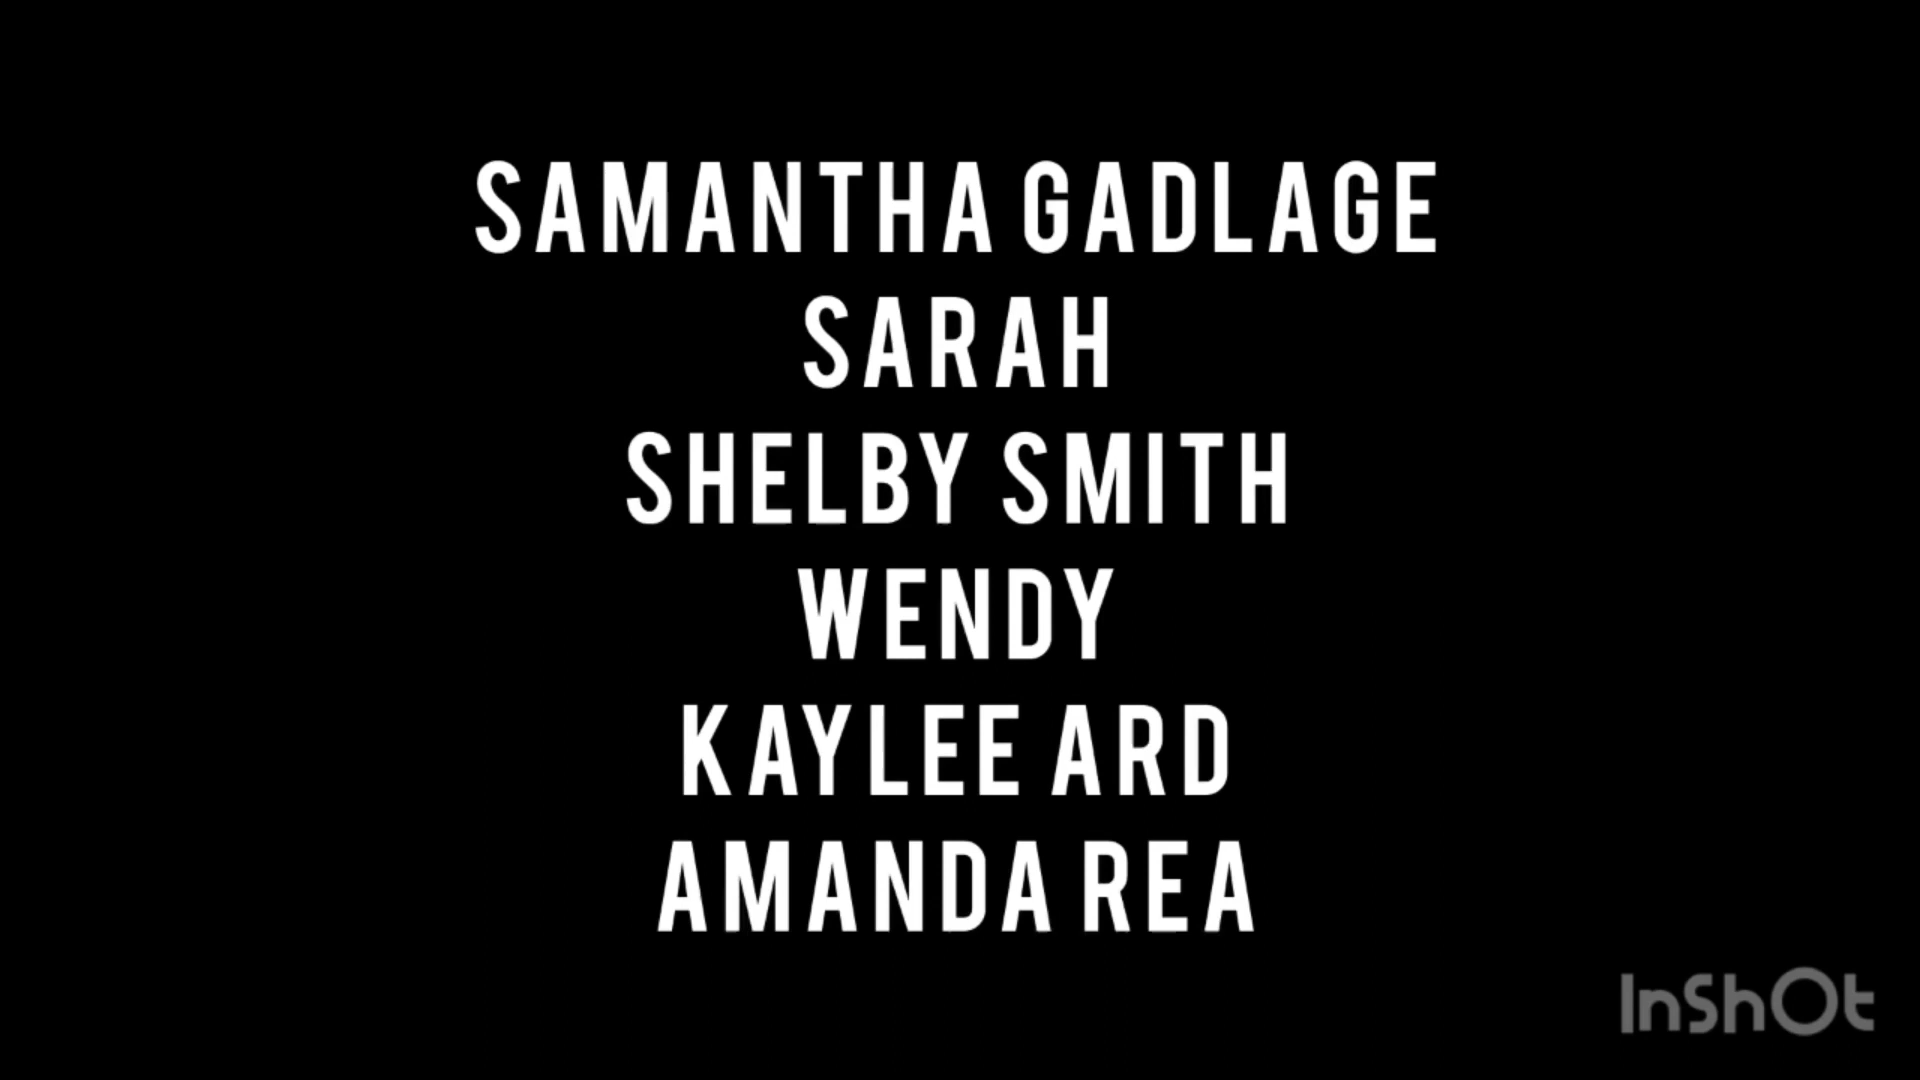 SAMANTHA GADLAGE
SARAH
SHELBY SMITH
WENDY
KAYLEE ARD
AMANDA REA
InShOt